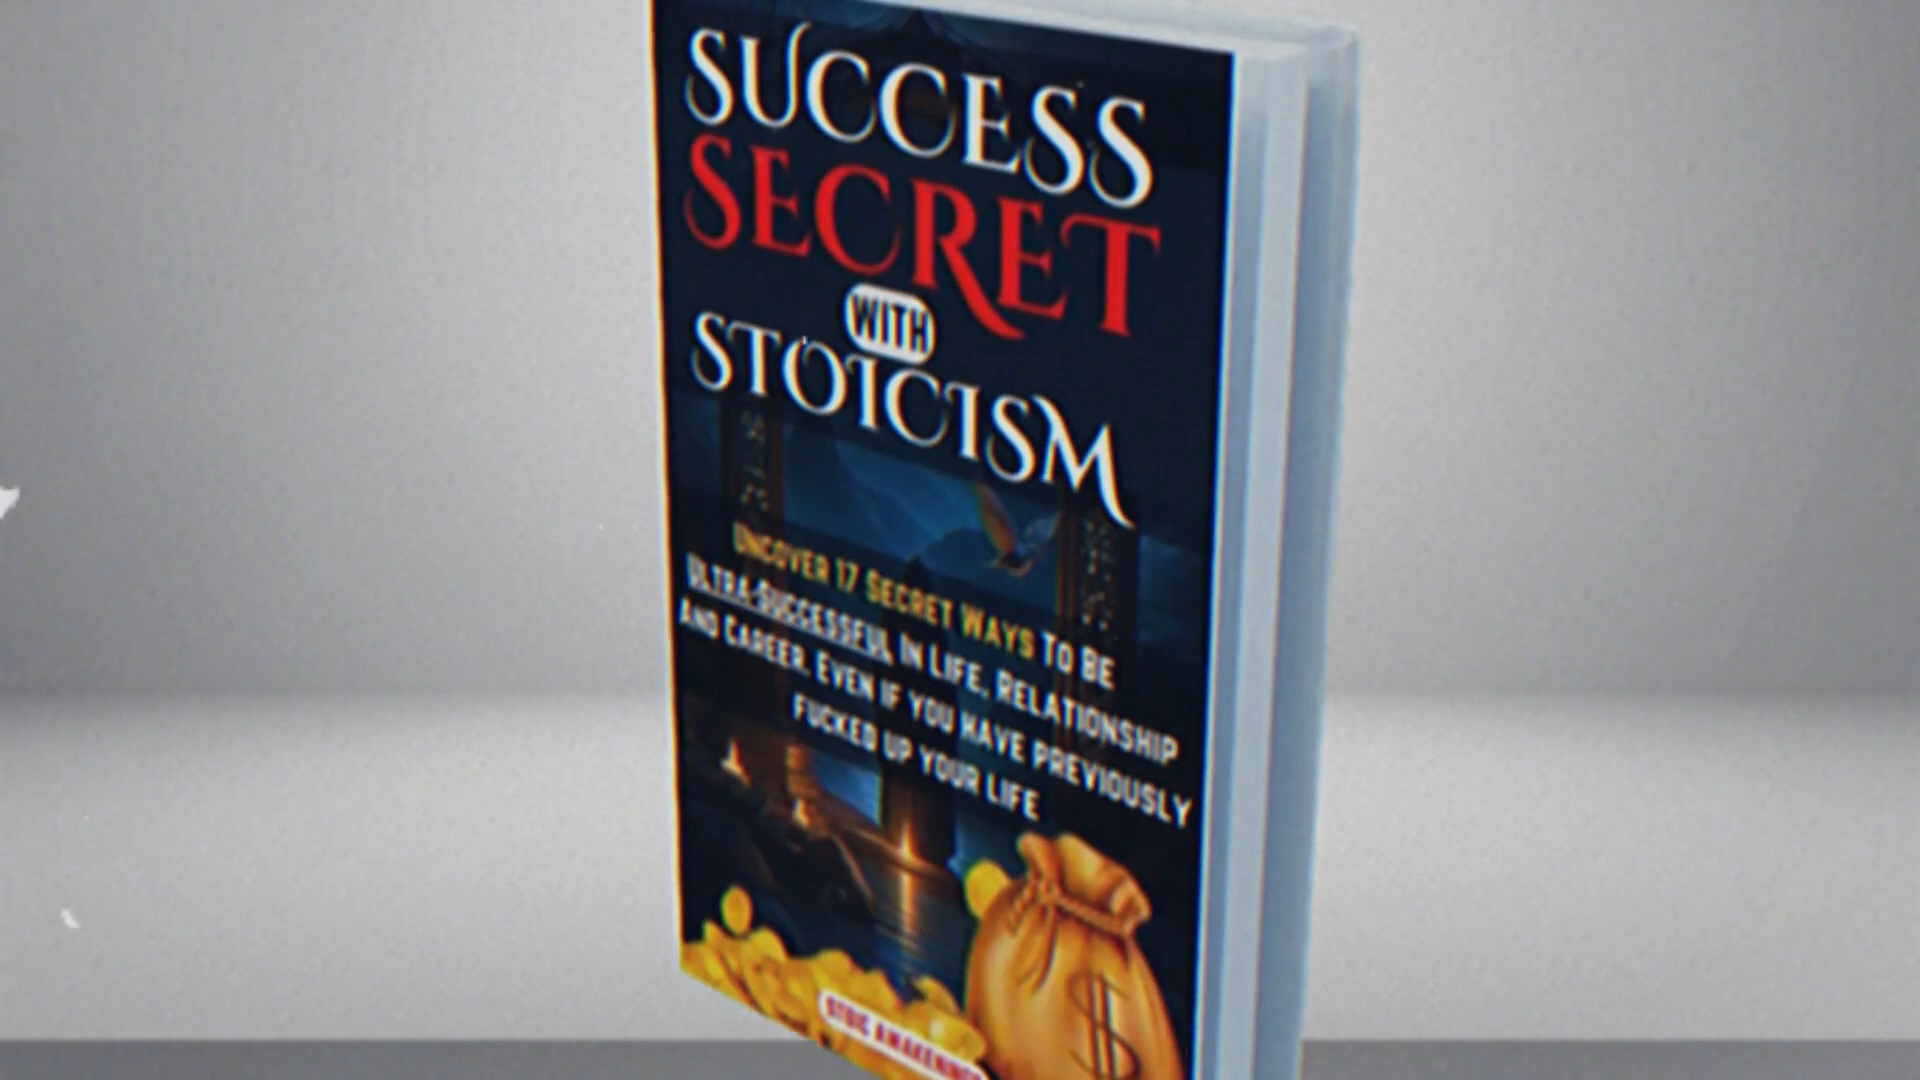 SUCCESS
SECRET
WITH
STOICISM
UNCOVER 17 SECRET WAYS TO BE
ULTRA-SUCCESSFUL IN LIFE, RELATIONSHIP
AND CAREER. EVEN IF YOU HAVE PREVIOUSLY
FUCKED UP YOUR LIFE
STOIC AWAKENINGS
$